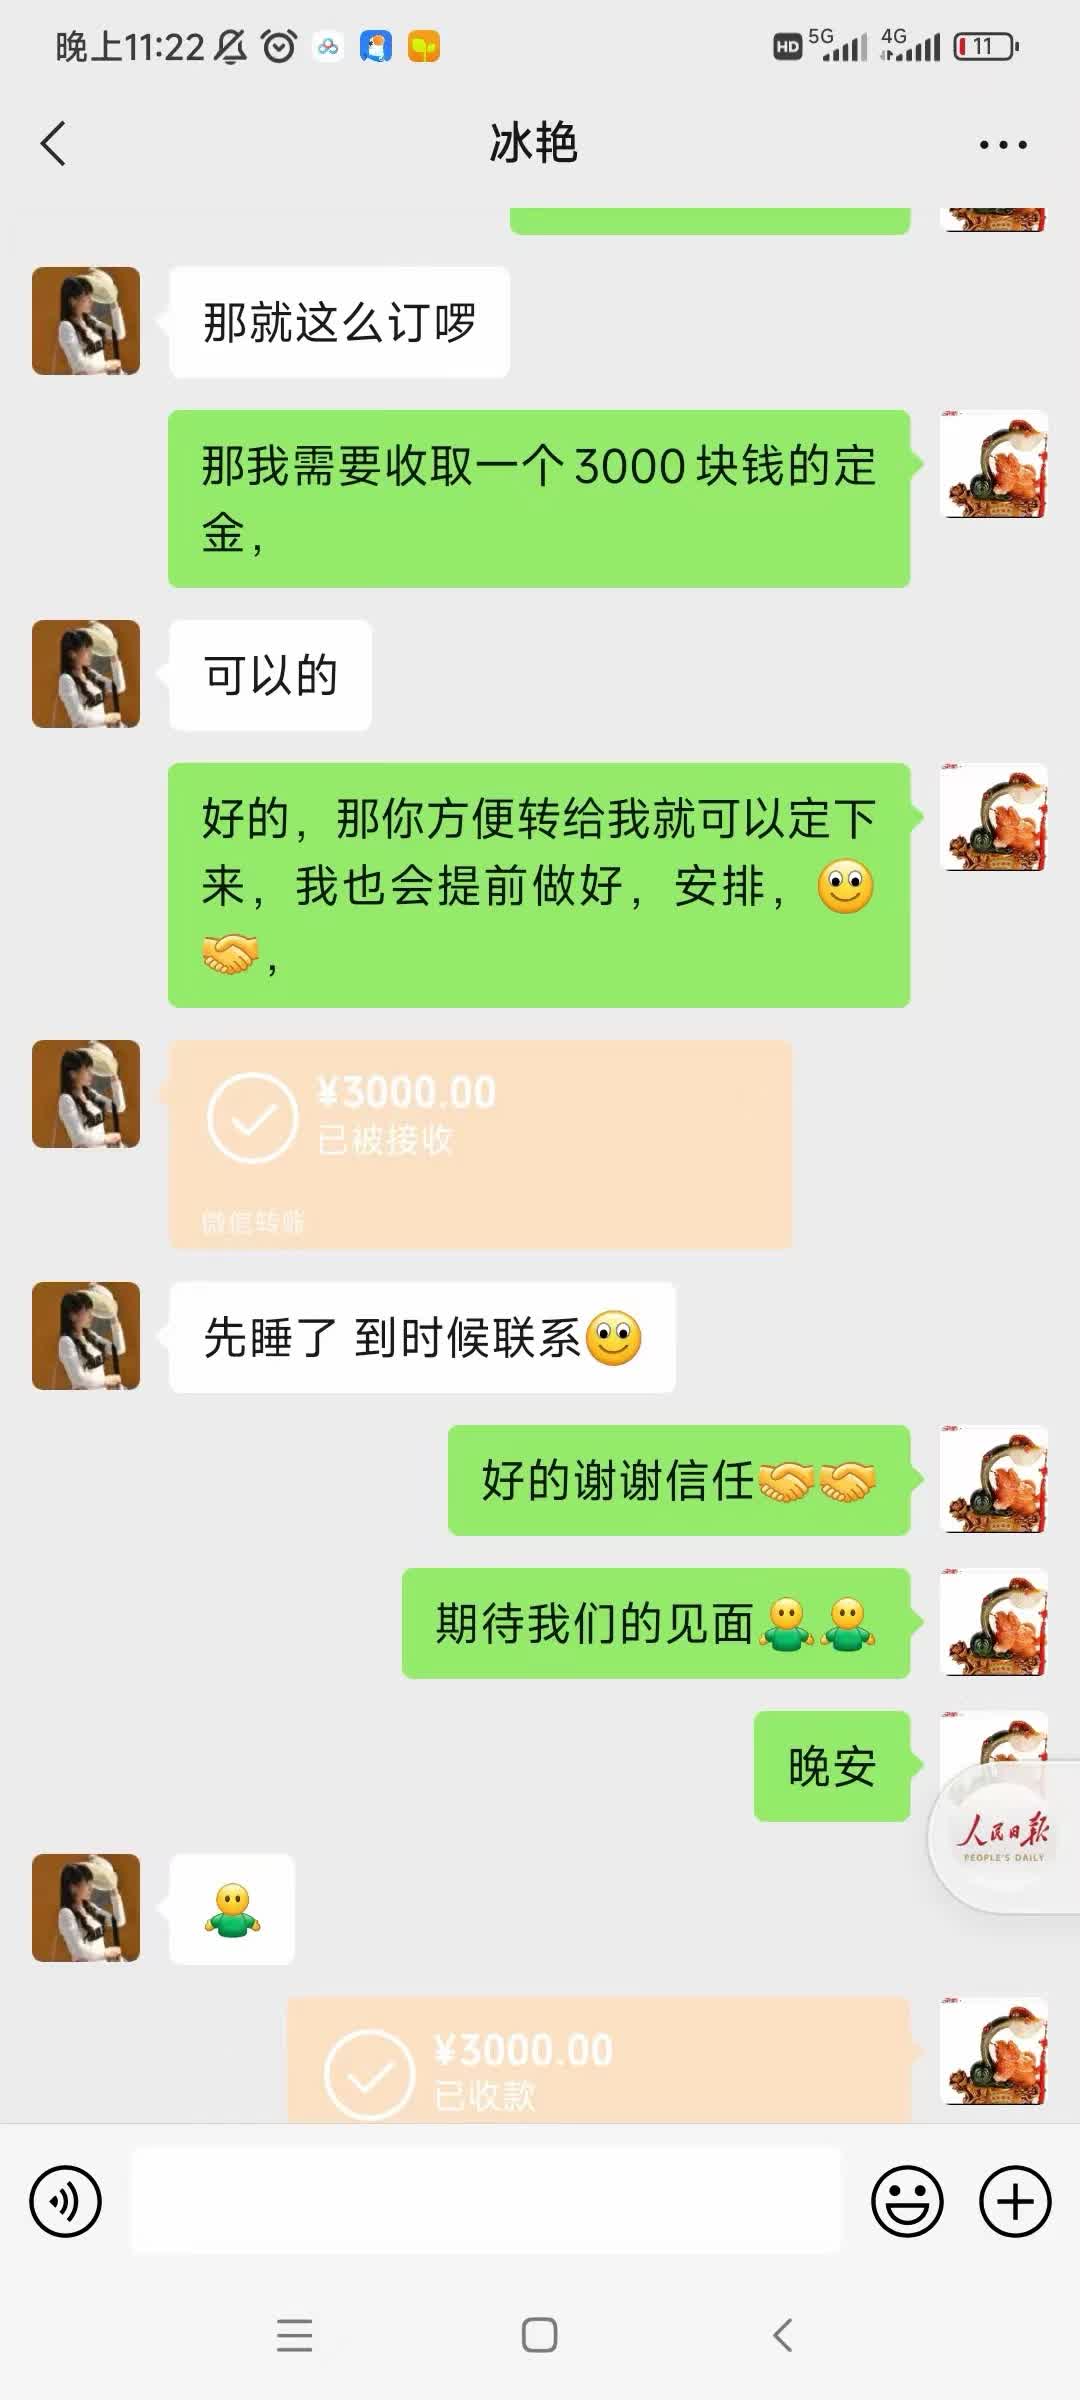 晚上11:22
HD 5G 4G 11
冰艳
那就这么订啰
那我需要收取一个3000块钱的定
金，
可以的
好的，那你方便转给我就可以定下
来，我也会提前做好，安排，
，
¥3000.00
已被接收
微信转账
先睡了 到时候联系
好的谢谢信任
期待我们的见面
晚安
人民日报
PEOPLE'S DAILY
¥3000.00
已收款